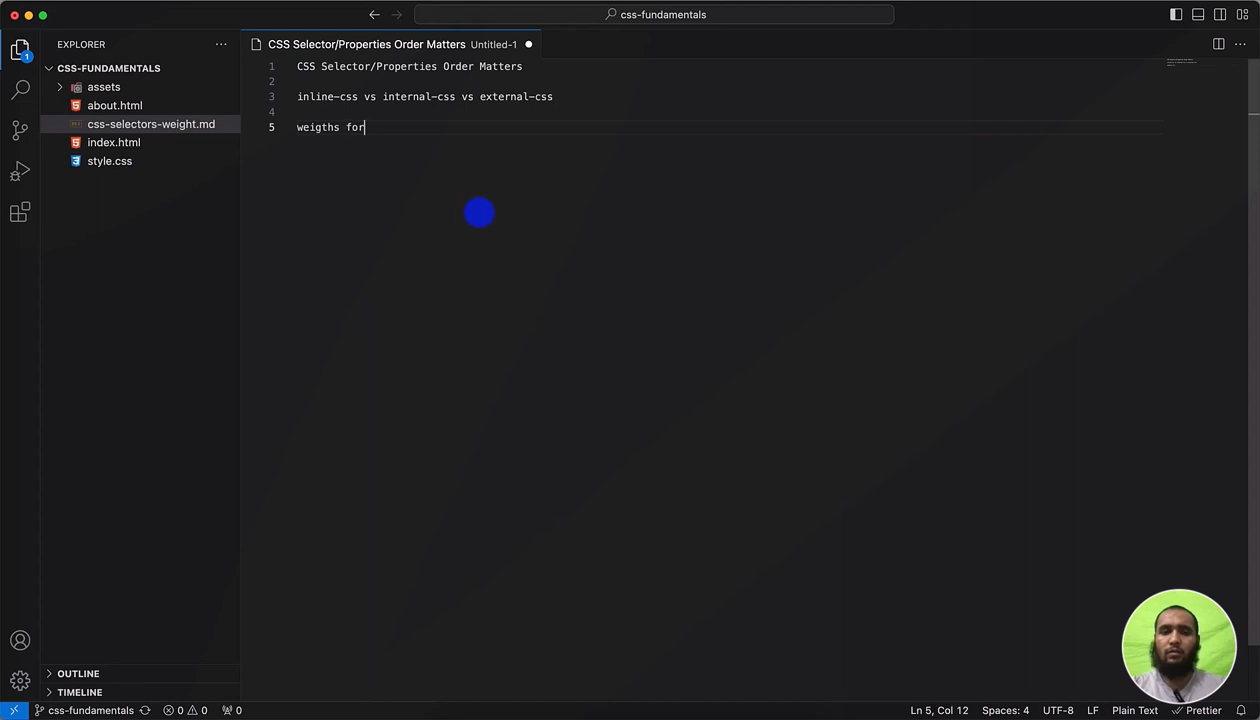 css-fundamentals
EXPLORER
CSS Selector/Properties Order Matters Untitled-1
CSS-FUNDAMENTALS
assets
about.html
css-selectors-weight.md
index.html
style.css
1 CSS Selector/Properties Order Matters
2
3 inline-css vs internal-css vs external-css
4
5 weigths for
1
OUTLINE
TIMELINE
css-fundamentals 0 0 0 Ln 5, Col 12 Spaces: 4 UTF-8 LF Plain Text Prettier